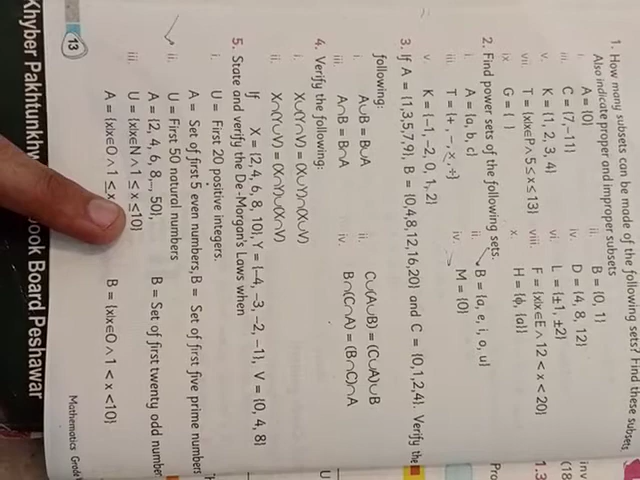 1. How many subsets can be made of the following sets? Find these subsets
Also indicate proper and improper subsets
i. A = {0} ii. B = {0, 1}
iii. C = {7,−11} iv. D = {4, 8, 12}
v. K = {1, 2, 3, 4} vi. L = {±1, ±2}
vii. T = {x|x∈P∧5≤x≤13} viii. F = {x|x∈E∧12<x<20}
ix G = { } x. H = {ϕ, {a}}
2. Find power sets of the following sets.
i. A = {a, b, c} ii. B = {a, e, i, o, u}
iii. T = {+, −, ×, ÷} iv. M = {0}
v. K = {−1, −2, 0, 1, 2}
3. If A = {1,3,5,7,9}, B = {0,4,8,12,16,20} and C = {0,1,2,4}. Verify the
following:
i. A∪B = B∪A ii. C∪(A∪B) = (C∪A)∪B
iii A∩B = B∩A iv. B∩(C∩A) = (B∩C)∩A
4. Verify the following:
i. X∪(Y∩V) = (X∪Y)∩(X∪V)
ii. X∩(Y∪V) = (X∩Y)∪(X∩V)
If X = {2, 4, 6, 8, 10}, Y = {−4, −3, −2, −1}, V = {0, 4, 8}
5. State and verify the De-Morgan's Laws when
i. U = First 20 positive integers.
A = Set of first 5 even numbers, B = Set of first five prime numbers
ii. U = First 50 natural numbers
A = {2, 4, 6, 8,--, 50}, B = Set of first twenty odd number
iii. U = {x|x∈N∧1≤x≤10}
A = {x|x∈O∧1≤x B = {x|x∈O∧1<x<10}
13
Mathematics Grade
Khyber Pakhtunkhw book Board Peshawar
inv
(18
1.3
Pro
U